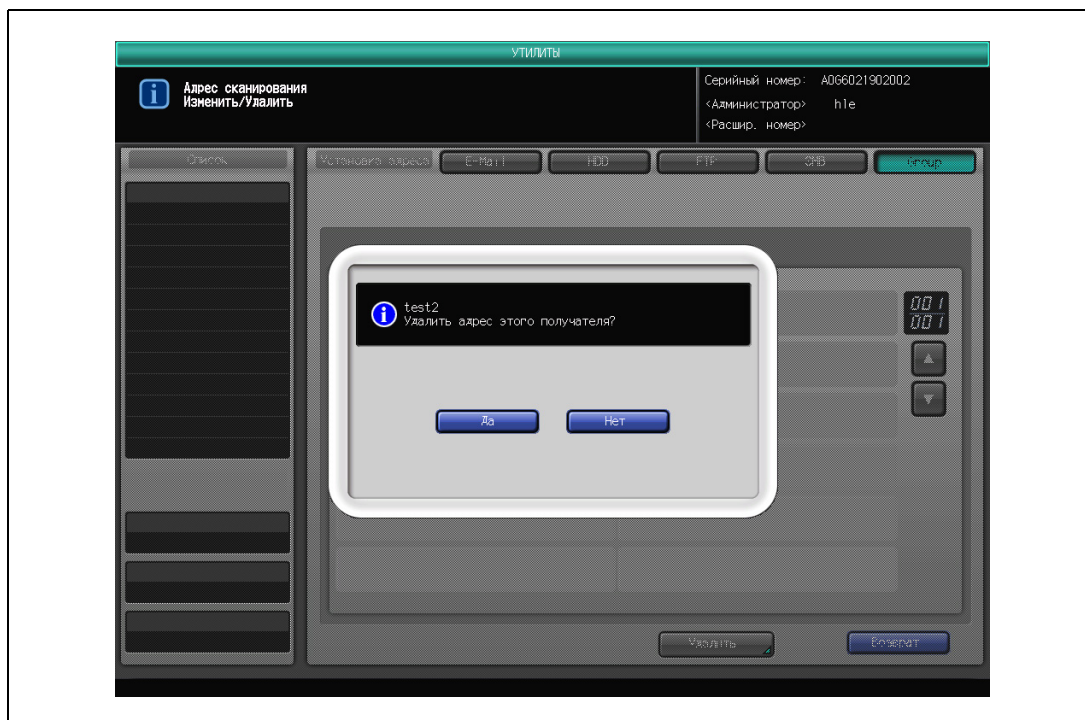 УТИЛИТЫ
Адрес сканирования
Изменить/Удалить
Серийный номер: A0G6021902002
<Администратор> hle
<Расшир. номер>
Список
Установка адреса
E-Mail
HDD
FTP
SMB
Group
test2
Удалить адрес этого получателя?
001
001
Да
Нет
Удалить
Возврат